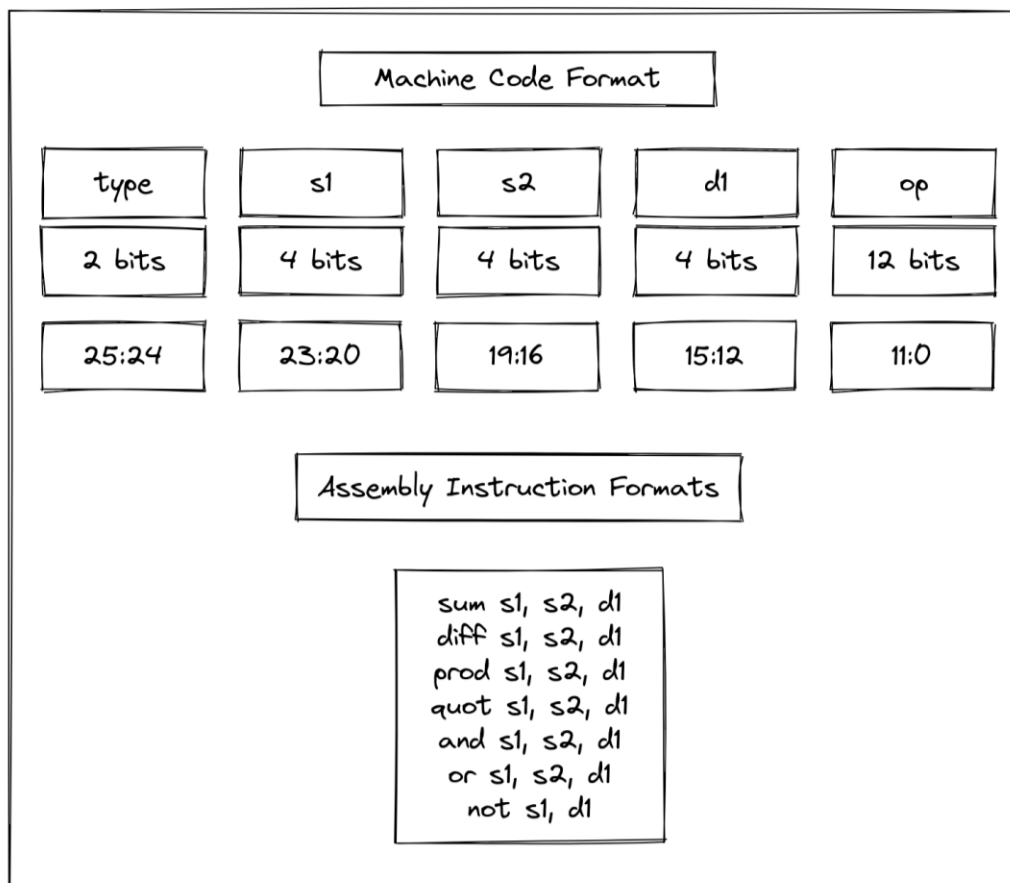 Machine Code Format
type s1 s2 d1 op
2 bits 4 bits 4 bits 4 bits 12 bits
25:24 23:20 19:16 15:12 11:0
Assembly Instruction Formats
sum s1, s2, d1
diff s1, s2, d1
prod s1, s2, d1
quot s1, s2, d1
and s1, s2, d1
or s1, s2, d1
not s1, d1